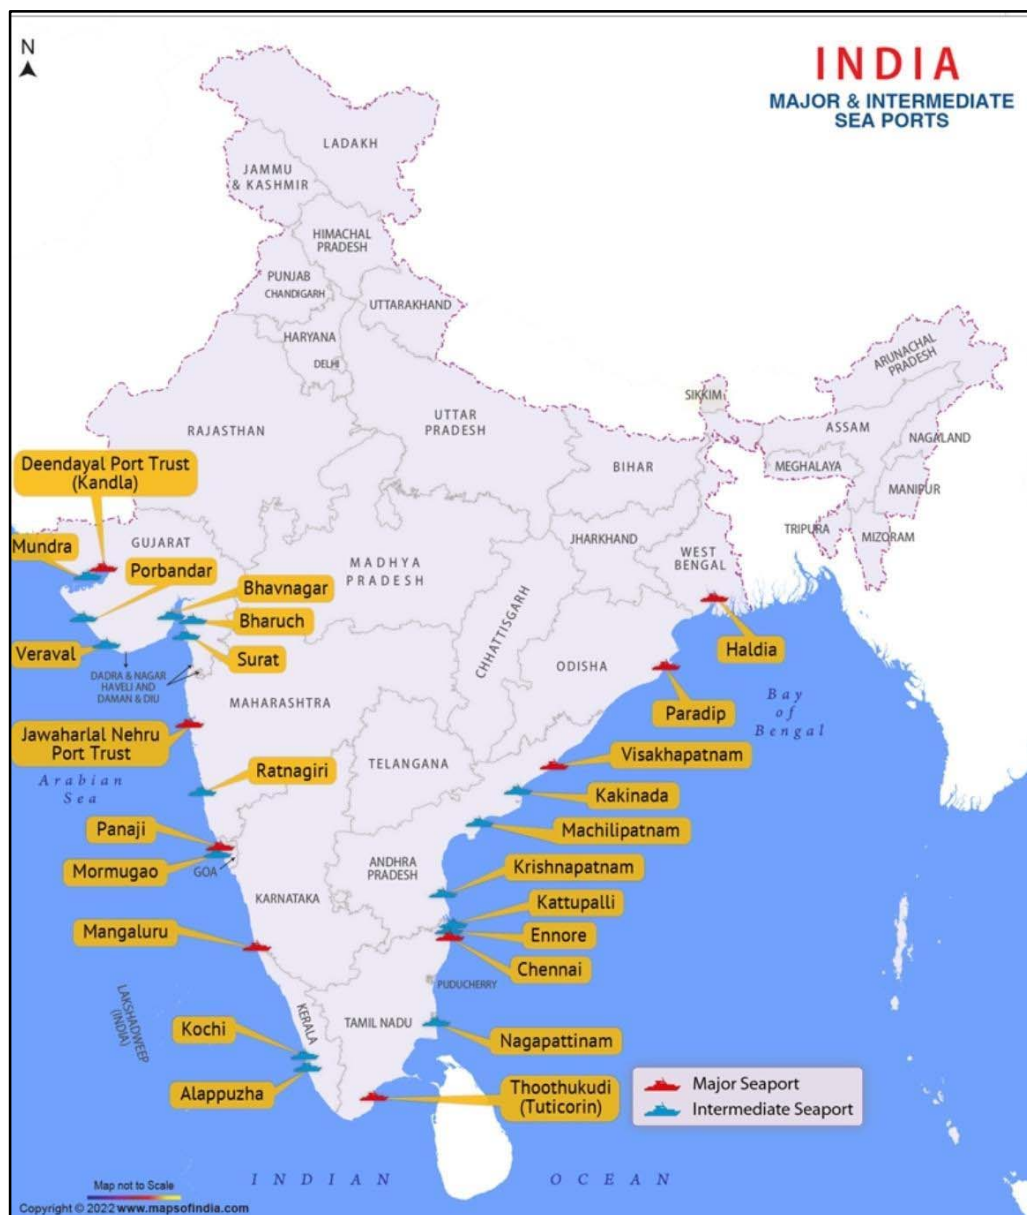 N
INDIA
MAJOR & INTERMEDIATE
SEA PORTS
LADAKH
JAMMU
& KASHMIR
HIMACHAL
PRADESH
PUNJAB
CHANDIGARH
UTTARAKHAND
HARYANA
DELHI
ARUNACHAL
PRADESH
SIKKIM
RAJASTHAN
UTTAR
PRADESH
ASSAM
NAGALAND
BIHAR
MEGHALAYA
MANIPUR
Deendayal Port Trust
(Kandla)
TRIPURA
MIZORAM
JHARKHAND
WEST
BENGAL
GUJARAT
Mundra
Porbandar
MADHYA
PRADESH
Bhavnagar
Bharuch
Surat
Veraval
CHHATTISGARH
Haldia
ODISHA
DADRA & NAGAR
HAVELI AND
DAMAN & DIU
MAHARASHTRA
Paradip
Bay
of
Bengal
Jawaharlal Nehru
Port Trust
TELANGANA
Visakhapatnam
Ratnagiri
Arabian
Sea
Kakinada
Panaji
Machilipatnam
Mormugao
GOA
ANDHRA
PRADESH
Krishnapatnam
KARNATAKA
Kattupalli
Mangaluru
Ennore
Chennai
PUDUCHERRY
LAKSHADWEEP
(INDIA)
KERALA
TAMIL NADU
Kochi
Nagapattinam
Alappuzha
Thoothukudi
(Tuticorin)
Major Seaport
Intermediate Seaport
INDIAN OCEAN
Map not to Scale
Copyright © 2022 www.mapsofindia.com